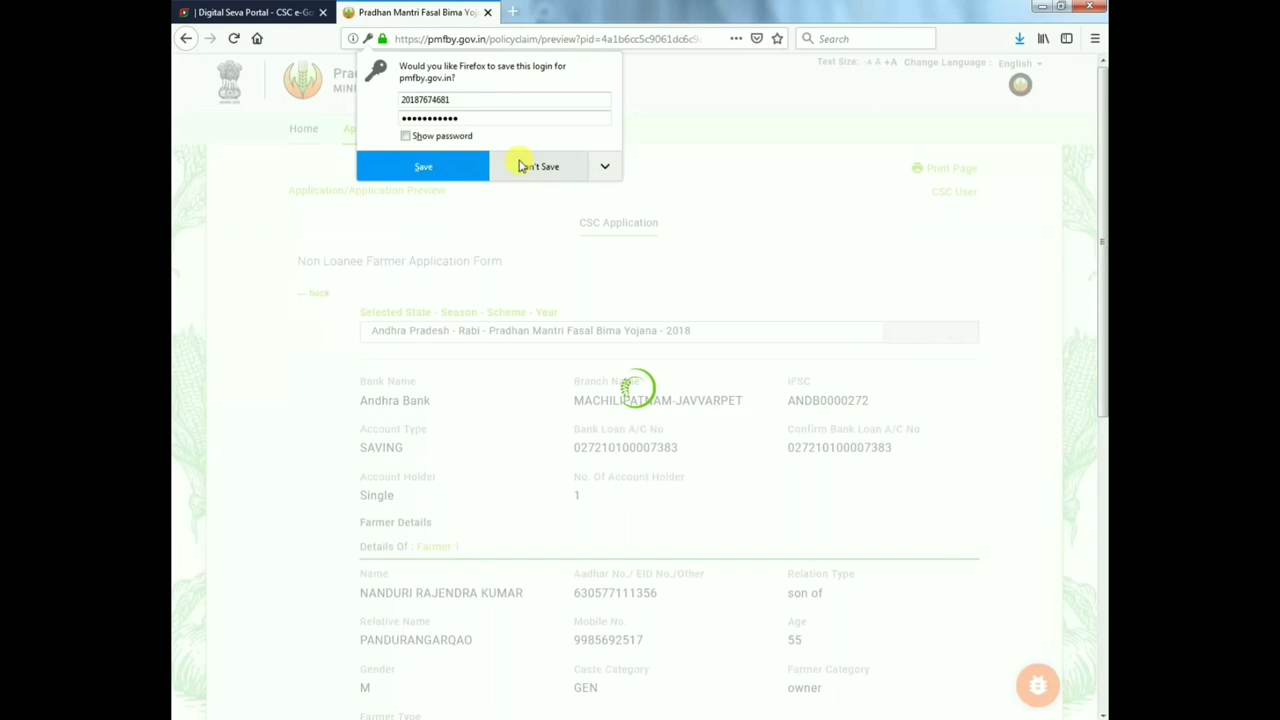 | Digital Seva Portal - CSC e-Go
Pradhan Mantri Fasal Bima Yoj
https://pmfby.gov.in/policyclaim/preview?pid=4a1b6cc5c9061dc6c9
Search
Would you like Firefox to save this login for
pmfby.gov.in?
20187674681
•••••••••••
Show password
Save
n't Save
Prad
MINI
Text Size: -A A +A Change Language : English
Home
Ap
Print Page
Application/Application Preview
CSC User
CSC Application
Non Loanee Farmer Application Form
back
Selected State - Season - Scheme - Year
Andhra Pradesh - Rabi - Pradhan Mantri Fasal Bima Yojana - 2018
Bank Name Branch Name IFSC
Andhra Bank MACHILIPATNAM-JAVVARPET ANDB0000272
Account Type Bank Loan A/C No Confirm Bank Loan A/C No
SAVING 027210100007383 027210100007383
Account Holder No. Of Account Holder
Single 1
Farmer Details
Details Of : Farmer 1
Name Aadhar No./ EID No./Other Relation Type
NANDURI RAJENDRA KUMAR 630577111356 son of
Relative Name Mobile No. Age
PANDURANGARQAO 9985692517 55
Gender Caste Category Farmer Category
M GEN owner
Farmer Type